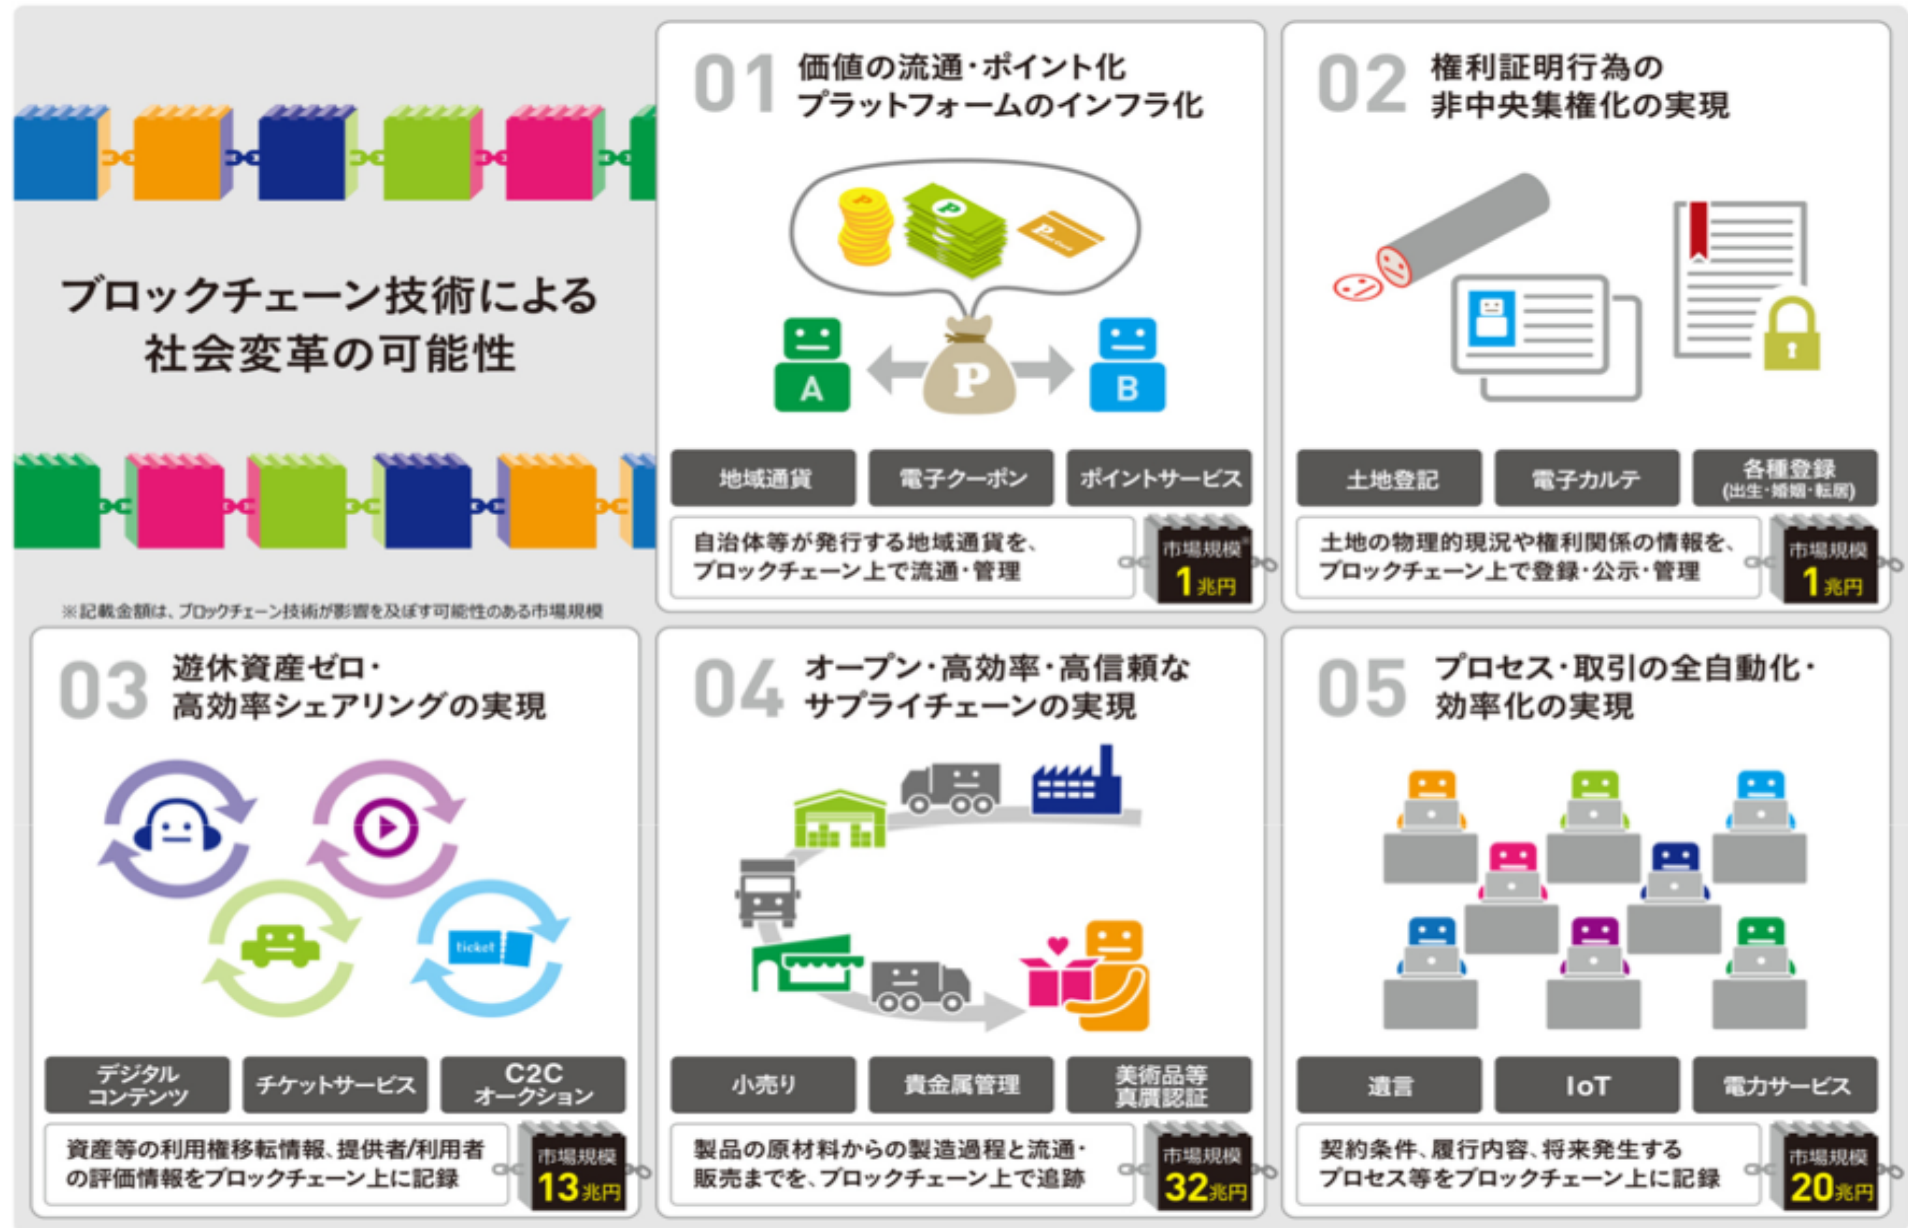 ブロックチェーン技術による
社会変革の可能性
※記載金額は、ブロックチェーン技術が影響を及ぼす可能性のある市場規模
01
価値の流通・ポイント化
プラットフォームのインフラ化
P
P
P
A
P
B
地域通貨
電子クーポン
ポイントサービス
自治体等が発行する地域通貨を、
ブロックチェーン上で流通・管理
市場規模※
1兆円
02
権利証明行為の
非中央集権化の実現
土地登記
電子カルテ
各種登録
(出生・婚姻・転居)
土地の物理的現況や権利関係の情報を、
ブロックチェーン上で登録・公示・管理
市場規模
1兆円
03
遊休資産ゼロ・
高効率シェアリングの実現
ticket
デジタル
コンテンツ
チケットサービス
C2C
オークション
資産等の利用権移転情報、提供者/利用者
の評価情報をブロックチェーン上に記録
市場規模
13兆円
04
オープン・高効率・高信頼な
サプライチェーンの実現
小売り
貴金属管理
美術品等
真贋認証
製品の原材料からの製造過程と流通・
販売までを、ブロックチェーン上で追跡
市場規模
32兆円
05
プロセス・取引の全自動化・
効率化の実現
遺言
IoT
電力サービス
契約条件、履行内容、将来発生する
プロセス等をブロックチェーン上に記録
市場規模
20兆円